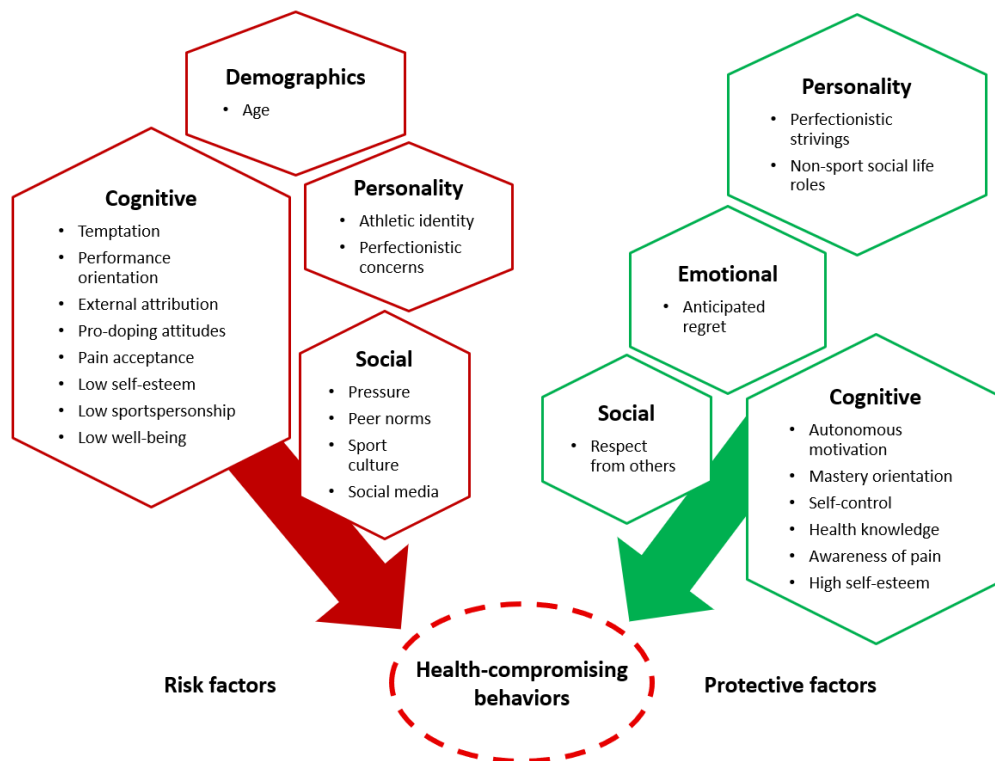 Demographics
• Age
Cognitive
• Temptation
• Performance
orientation
• External attribution
• Pro-doping attitudes
• Pain acceptance
• Low self-esteem
• Low sportspersonship
• Low well-being
Personality
• Athletic identity
• Perfectionistic
concerns
Social
• Pressure
• Peer norms
• Sport
culture
• Social media
Personality
• Perfectionistic
strivings
• Non-sport social life
roles
Emotional
• Anticipated
regret
Social
• Respect
from others
Cognitive
• Autonomous
motivation
• Mastery orientation
• Self-control
• Health knowledge
• Awareness of pain
• High self-esteem
Risk factors
Health-compromising
behaviors
Protective factors